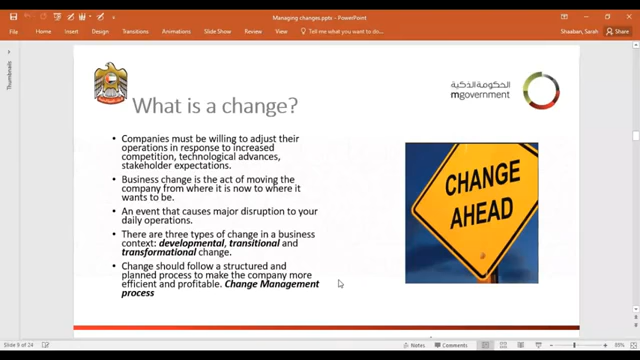 Managing changes.pptx - PowerPoint
Shaaban, Sarah
File
Home
Insert
Design
Transitions
Animations
Slide Show
Review
View
Tell me what you want to do...
Share
Thumbnails
الحكومة الذكية
mgovernment
What is a change?
• Companies must be willing to adjust their
operations in response to increased
competition, technological advances,
stakeholder expectations.
• Business change is the act of moving the
company from where it is now to where it
wants to be.
• An event that causes major disruption to your
daily operations.
• There are three types of change in a business
context: developmental, transitional and
transformational change.
• Change should follow a structured and
planned process to make the company more
efficient and profitable. Change Management
process
CHANGE
AHEAD
Notes
Comments